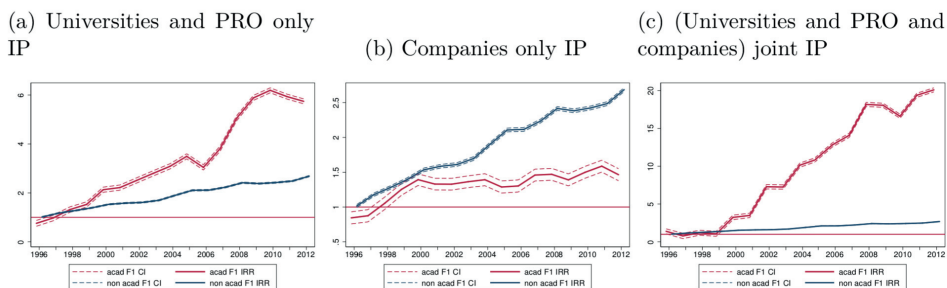 (a) Universities and PRO only
IP
(b) Companies only IP
(c) (Universities and PRO and
companies) joint IP
6
4
2
0
1996 1998 2000 2002 2004 2006 2008 2010 2012
acad F1 CI acad F1 IRR
non acad F1 CI non acad F1 IRR
2.5
2
1.5
1
.5
1996 1998 2000 2002 2004 2006 2008 2010 2012
acad F1 CI acad F1 IRR
non acad F1 CI non acad F1 IRR
20
15
10
5
0
1996 1998 2000 2002 2004 2006 2008 2010 2012
acad F1 CI acad F1 IRR
non acad F1 CI non acad F1 IRR